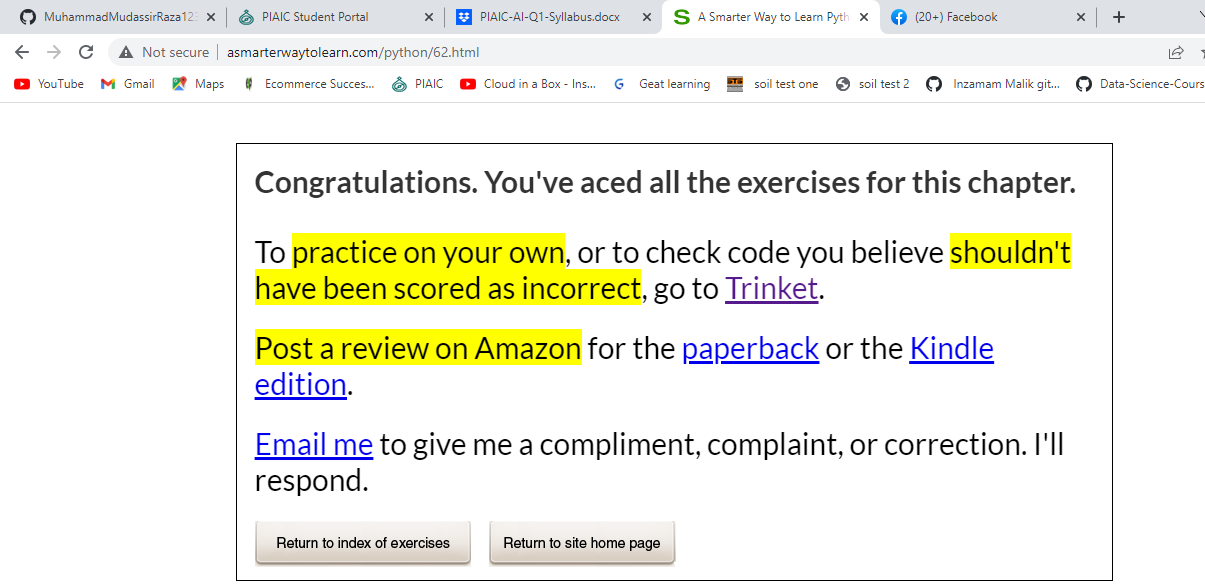 MuhammadMudassirRaza12
PIAIC Student Portal
PIAIC-AI-Q1-Syllabus.docx
A Smarter Way to Learn Pyth
(20+) Facebook
Not secure
asmarterwaytolearn.com/python/62.html
YouTube
Gmail
Maps
Ecommerce Succes...
PIAIC
Cloud in a Box - Ins...
Geat learning
soil test one
soil test 2
Inzamam Malik git...
Data-Science-Cours
Congratulations. You've aced all the exercises for this chapter.
To practice on your own, or to check code you believe shouldn't
have been scored as incorrect, go to Trinket.
Post a review on Amazon for the paperback or the Kindle
edition.
Email me to give me a compliment, complaint, or correction. I'll
respond.
Return to index of exercises
Return to site home page